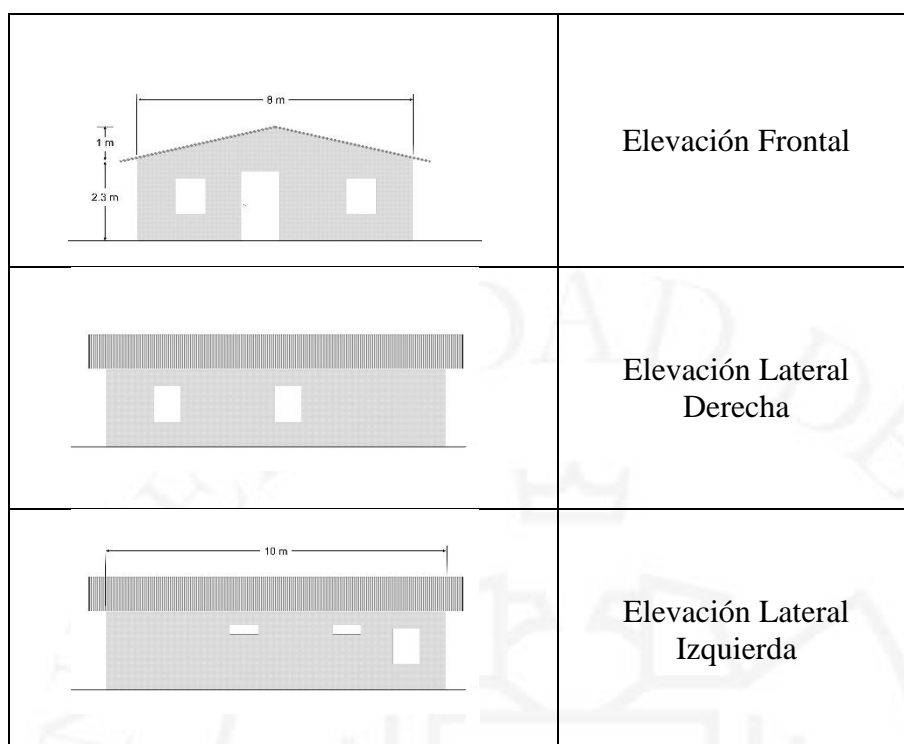 8 m
1 m
2.3 m
Elevación Frontal
Elevación Lateral
Derecha
10 m
Elevación Lateral
Izquierda